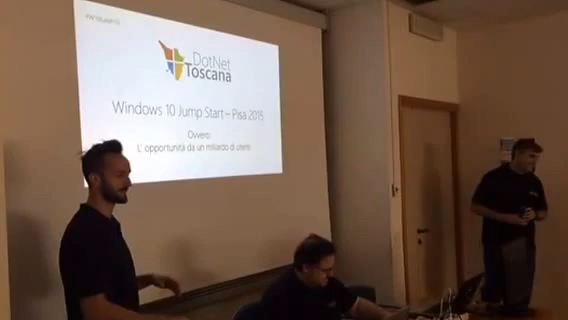 DotNet
Toscana
Windows 10 Jump Start – Pisa 2015
Ovvero:
L' opportunità da un miliardo di utenti